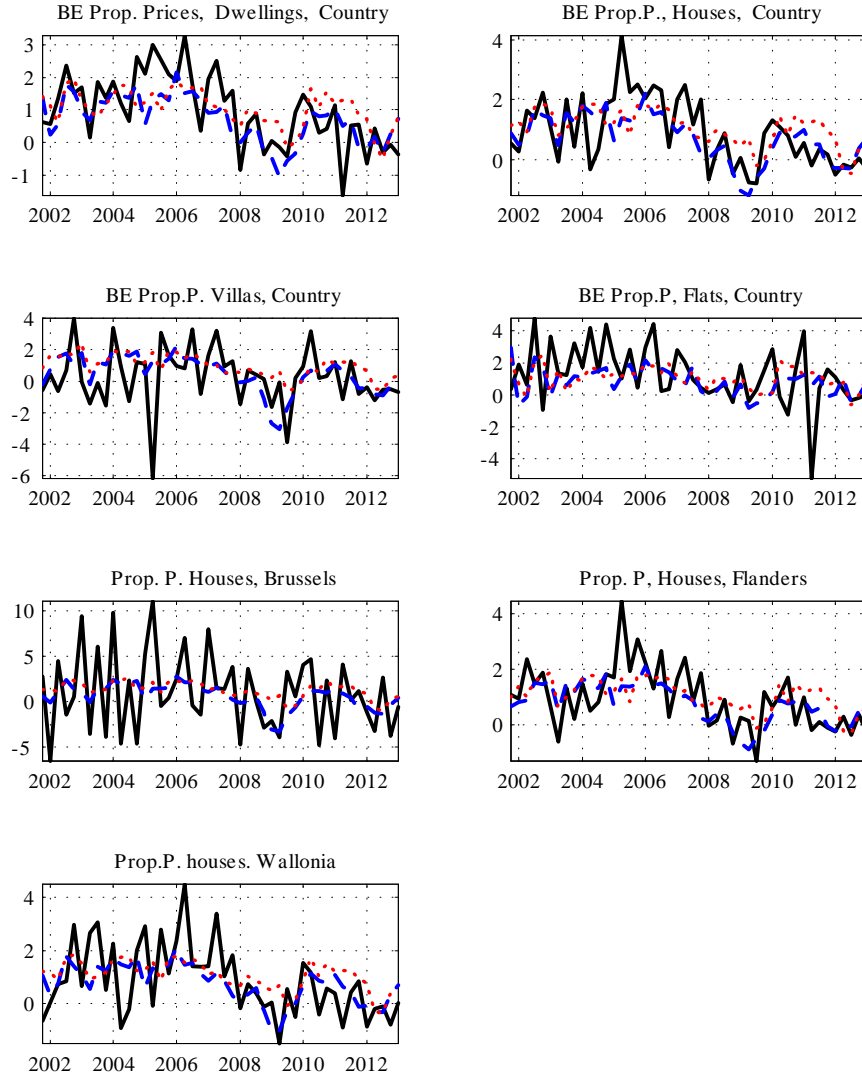 BE Prop. Prices, Dwellings, Country
3
2
1
0
-1
2002 2004 2006 2008 2010 2012
BE Prop.P., Houses, Country
4
2
0
2002 2004 2006 2008 2010 2012
BE Prop.P. Villas, Country
4
2
0
-2
-4
-6
2002 2004 2006 2008 2010 2012
BE Prop.P, Flats, Country
4
2
0
-2
-4
2002 2004 2006 2008 2010 2012
Prop. P. Houses, Brussels
10
5
0
-5
2002 2004 2006 2008 2010 2012
Prop. P, Houses, Flanders
4
2
0
2002 2004 2006 2008 2010 2012
Prop.P. houses. Wallonia
4
2
0
2002 2004 2006 2008 2010 2012